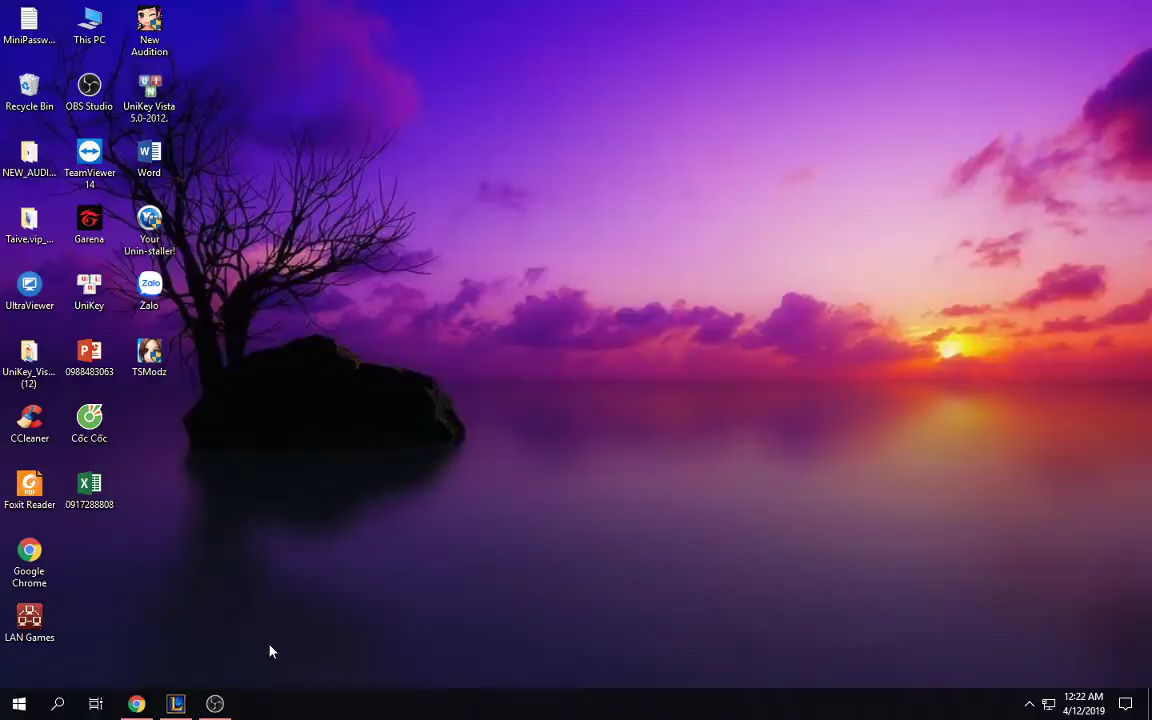 MiniPassw...
This PC
New
Audition
Recycle Bin
OBS Studio
UniKey Vista
5.0-2012.
NEW_AUDI...
TeamViewer
14
Word
Taive.vip_...
Garena
Your
Unin-staller!
UltraViewer
UniKey
Zalo
Zalo
UniKey_Vis...
(12)
0988483063
TSModz
CCleaner
Cốc Cốc
Foxit Reader
0917288808
Google
Chrome
LAN Games
12:22 AM
4/12/2019